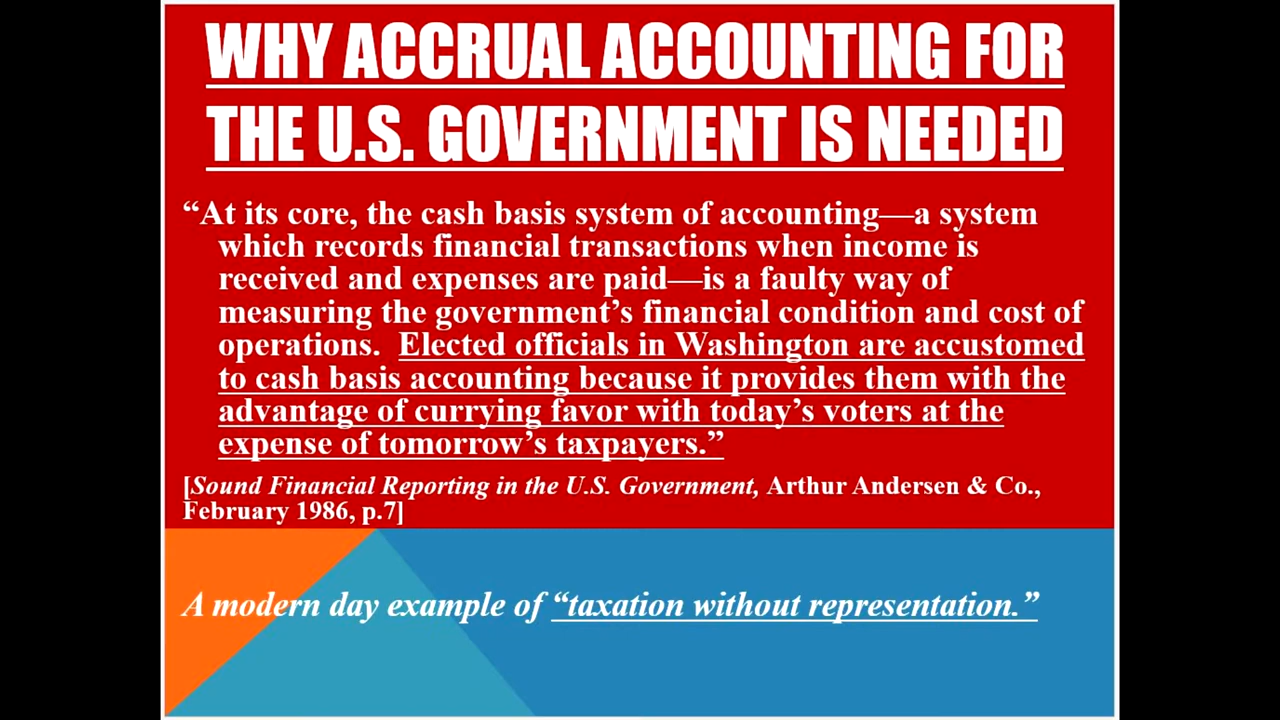 WHY ACCRUAL ACCOUNTING FOR
THE U.S. GOVERNMENT IS NEEDED
“At its core, the cash basis system of accounting—a system
which records financial transactions when income is
received and expenses are paid—is a faulty way of
measuring the government’s financial condition and cost of
operations.  Elected officials in Washington are accustomed
to cash basis accounting because it provides them with the
advantage of currying favor with today’s voters at the
expense of tomorrow’s taxpayers.”
[Sound Financial Reporting in the U.S. Government, Arthur Andersen & Co.,
February 1986, p.7]
A modern day example of “taxation without representation.”